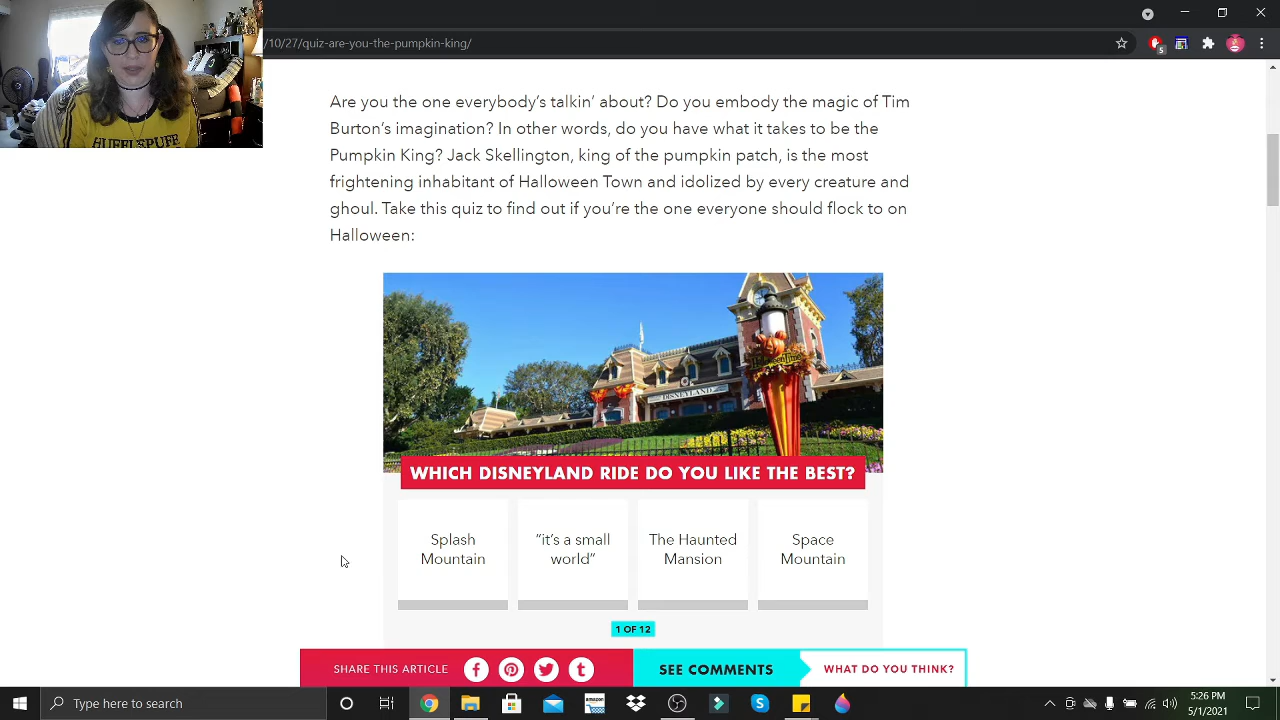 /10/27/quiz-are-you-the-pumpkin-king/
5
HUFFLEPUFF
Are you the one everybody’s talkin’ about? Do you embody the magic of Tim
Burton’s imagination? In other words, do you have what it takes to be the
Pumpkin King? Jack Skellington, king of the pumpkin patch, is the most
frightening inhabitant of Halloween Town and idolized by every creature and
ghoul. Take this quiz to find out if you’re the one everyone should flock to on
Halloween:
DISNEYLAND
WHICH DISNEYLAND RIDE DO YOU LIKE THE BEST?
Splash
Mountain
“it’s a small
world”
The Haunted
Mansion
Space
Mountain
1 OF 12
SHARE THIS ARTICLE
SEE COMMENTS
WHAT DO YOU THINK?
Type here to search
amazon
5:26 PM
5/1/2021